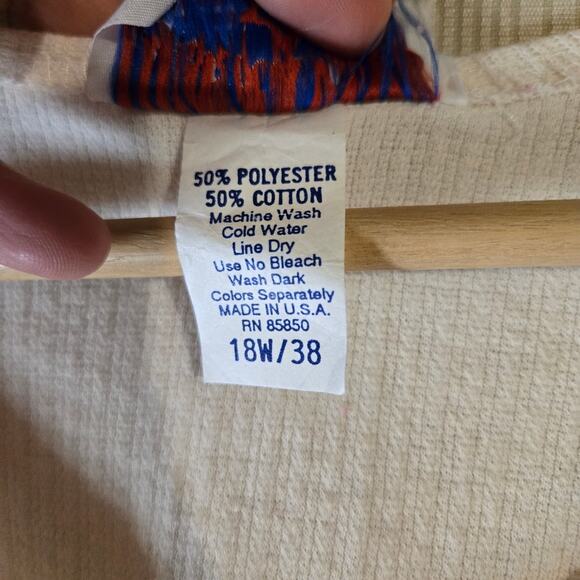 50% POLYESTER
50% COTTON
Machine Wash
Cold Water
Line Dry
Use No Bleach
Wash Dark
Colors Separately
MADE IN U.S.A.
RN 85850
18W/38